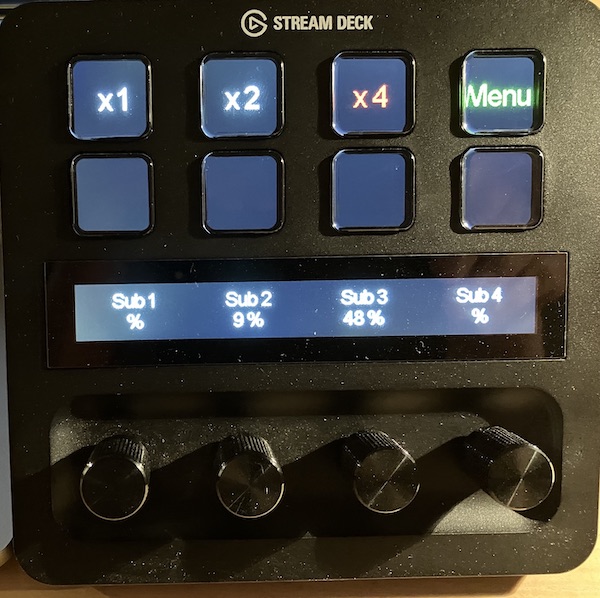 STREAM DECK
x1
x2
x4
Menu
Sub 1
%
Sub 2
9%
Sub 3
48%
Sub 4
%